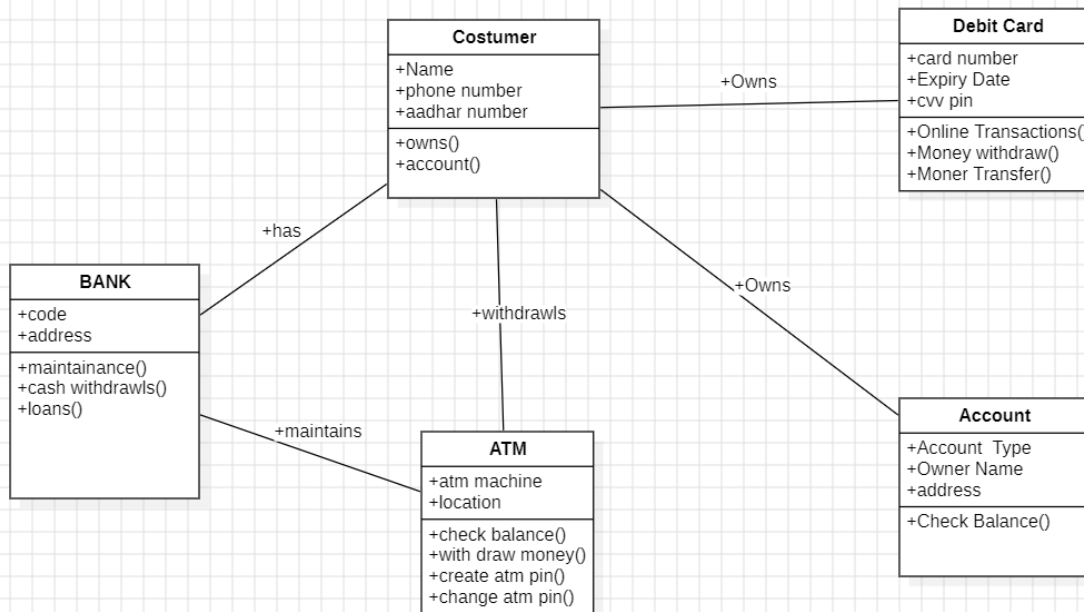 Costumer
+Name
+phone number
+aadhar number
+owns()
+account()
+Owns
Debit Card
+card number
+Expiry Date
+cvv pin
+Online Transactions(
+Money withdraw()
+Moner Transfer()
+has
+withdrawls
+Owns
BANK
+code
+address
+maintainance()
+cash withdrawls()
+loans()
+maintains
ATM
+atm machine
+location
+check balance()
+with draw money()
+create atm pin()
+change atm pin()
Account
+Account  Type
+Owner Name
+address
+Check Balance()